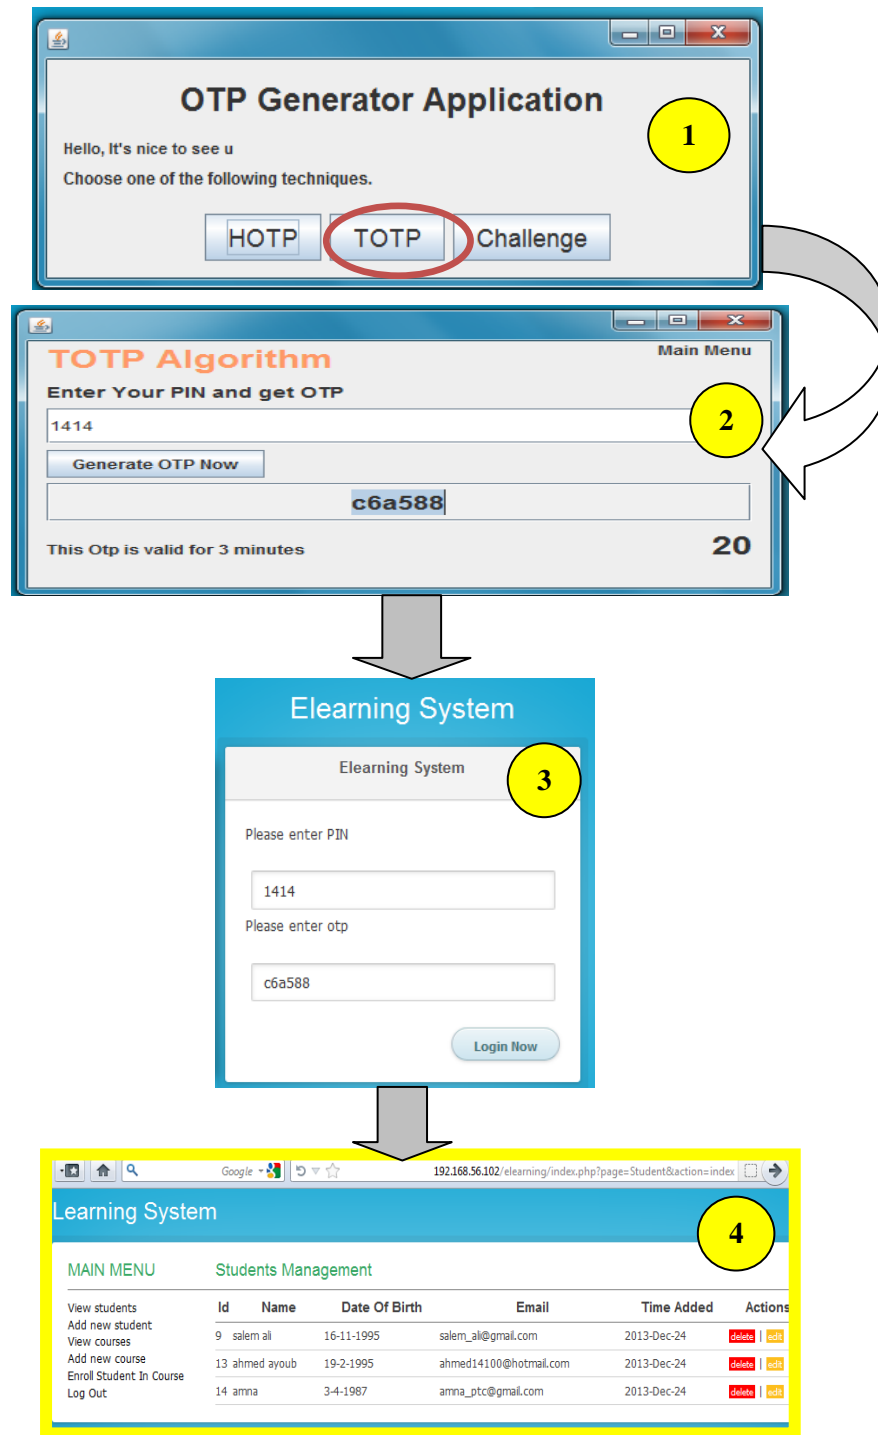 OTP Generator Application
1
Hello, It's nice to see u
Choose one of the following techniques.
HOTP TOTP Challenge
TOTP Algorithm Main Menu
Enter Your PIN and get OTP
1414
2
Generate OTP Now
c6a588
This Otp is valid for 3 minutes 20
Elearning System
Elearning System
3
Please enter PIN
1414
Please enter otp
c6a588
Login Now
Google 192.168.56.102/elearning/index.php?page=Student&action=index
Learning System
4
MAIN MENU Students Management
View students
Add new student
View courses
Add new course
Enroll Student In Course
Log Out
Id Name Date Of Birth Email Time Added Actions
9 salem ali 16-11-1995 salem_ali@gmail.com 2013-Dec-24 delete | edit
13 ahmed ayoub 19-2-1995 ahmed14100@hotmail.com 2013-Dec-24 delete | edit
14 amna 3-4-1987 amna_ptc@gmail.com 2013-Dec-24 delete | edit